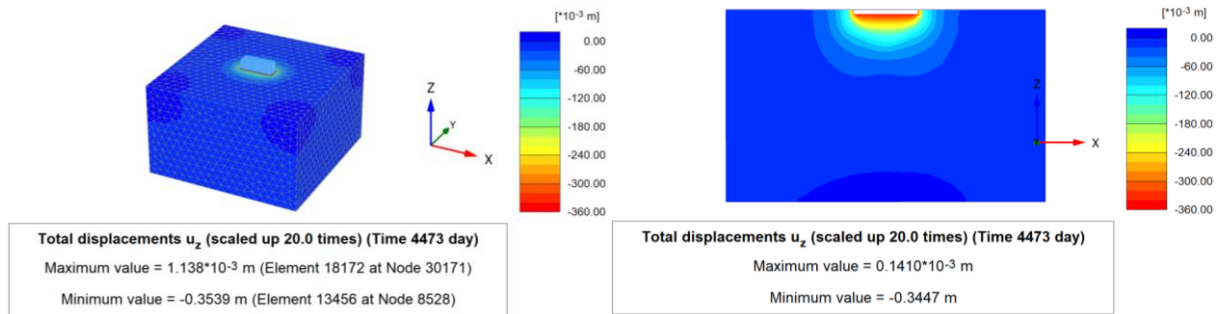 [*10⁻³ m]
0.00
-60.00
-120.00
-180.00
-240.00
-300.00
-360.00
Z
Y
X
Total displacements u_z (scaled up 20.0 times) (Time 4473 day)
Maximum value = 1.138*10⁻³ m (Element 18172 at Node 30171)
Minimum value = -0.3539 m (Element 13456 at Node 8528)
[*10⁻³ m]
0.00
-60.00
-120.00
-180.00
-240.00
-300.00
-360.00
Z
X
Total displacements u_z (scaled up 20.0 times) (Time 4473 day)
Maximum value = 0.1410*10⁻³ m
Minimum value = -0.3447 m